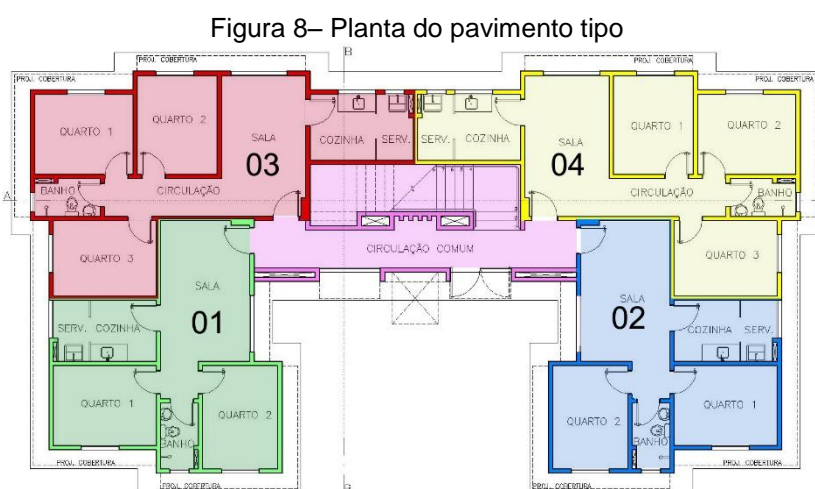 Figura 8– Planta do pavimento tipo
B
PROJ. COBERTURA
PROJ. COBERTURA
PROJ. COBERTURA
PROJ. COBERTURA
QUARTO 1
QUARTO 2
SALA
03
COZINHA
SERV.
SERV.
COZINHA
SALA
04
QUARTO 1
QUARTO 2
A
BANHO
CIRCULAÇÃO
CIRCULAÇÃO
BANHO
QUARTO 3
CIRCULAÇÃO COMUM
QUARTO 3
SALA
01
SERV.
COZINHA
SALA
02
COZINHA
SERV.
QUARTO 1
QUARTO 2
BANHO
QUARTO 2
QUARTO 1
BANHO
PROJ. COBERTURA
PROJ. COBERTURA
PROJ. COBERTURA
PROJ. COBERTURA